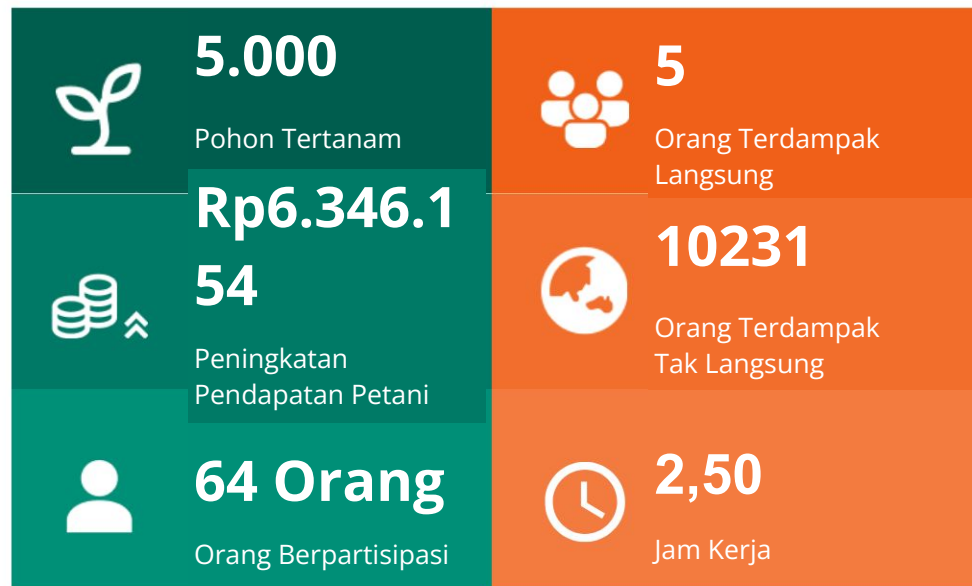 5.000
Pohon Tertanam
Rp6.346.1
54
Peningkatan
Pendapatan Petani
64 Orang
Orang Berpartisipasi
5
Orang Terdampak
Langsung
10231
Orang Terdampak
Tak Langsung
2,50
Jam Kerja